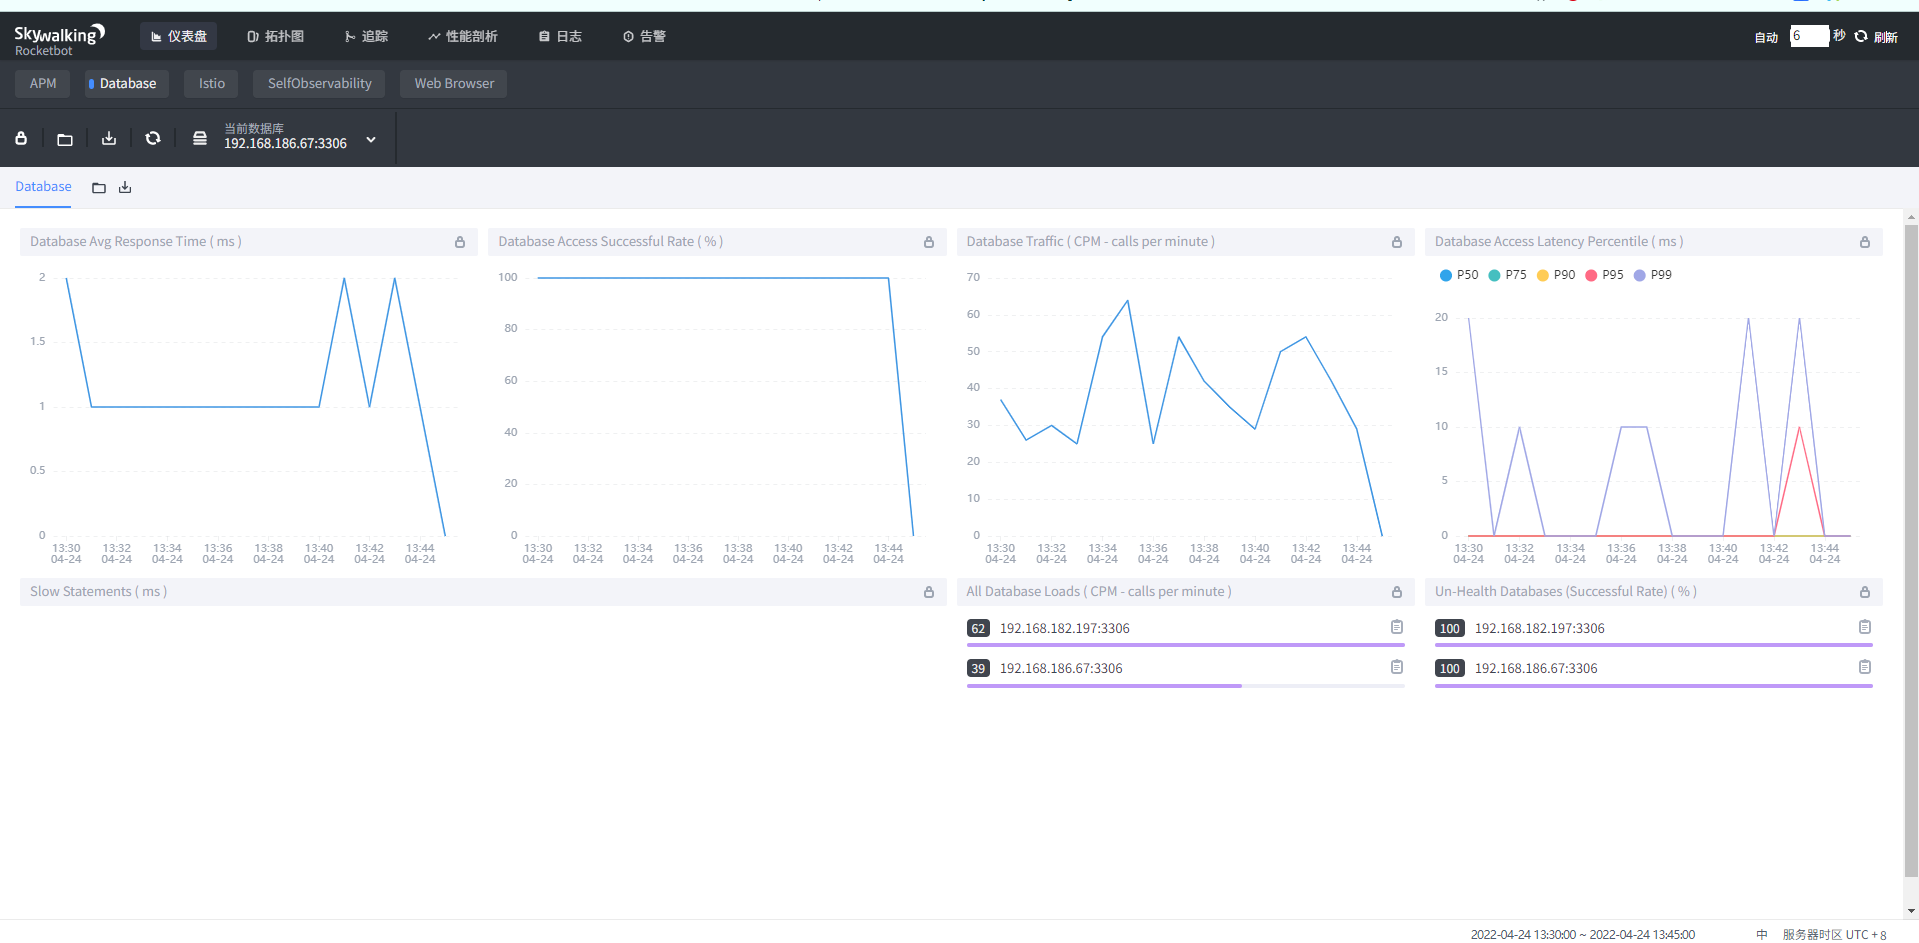 Skywalking
Rocketbot
仪表盘
拓扑图
追踪
性能剖析
日志
告警
自动 6 秒 刷新
APM
Database
Istio
SelfObservability
Web Browser
当前数据库
192.168.186.67:3306
Database
Database Avg Response Time ( ms )
2
1.5
1
0.5
0
13:30 13:32 13:34 13:36 13:38 13:40 13:42 13:44
04-24 04-24 04-24 04-24 04-24 04-24 04-24 04-24
Database Access Successful Rate ( % )
100
80
60
40
20
0
13:30 13:32 13:34 13:36 13:38 13:40 13:42 13:44
04-24 04-24 04-24 04-24 04-24 04-24 04-24 04-24
Database Traffic ( CPM - calls per minute )
70
60
50
40
30
20
10
0
13:30 13:32 13:34 13:36 13:38 13:40 13:42 13:44
04-24 04-24 04-24 04-24 04-24 04-24 04-24 04-24
Database Access Latency Percentile ( ms )
P50 P75 P90 P95 P99
20
15
10
5
0
13:30 13:32 13:34 13:36 13:38 13:40 13:42 13:44
04-24 04-24 04-24 04-24 04-24 04-24 04-24 04-24
Slow Statements ( ms )
All Database Loads ( CPM - calls per minute )
62 192.168.182.197:3306
39 192.168.186.67:3306
Un-Health Databases (Successful Rate) ( % )
100 192.168.182.197:3306
100 192.168.186.67:3306
2022-04-24 13:30:00 ~ 2022-04-24 13:45:00
中
服务器时区 UTC + 8